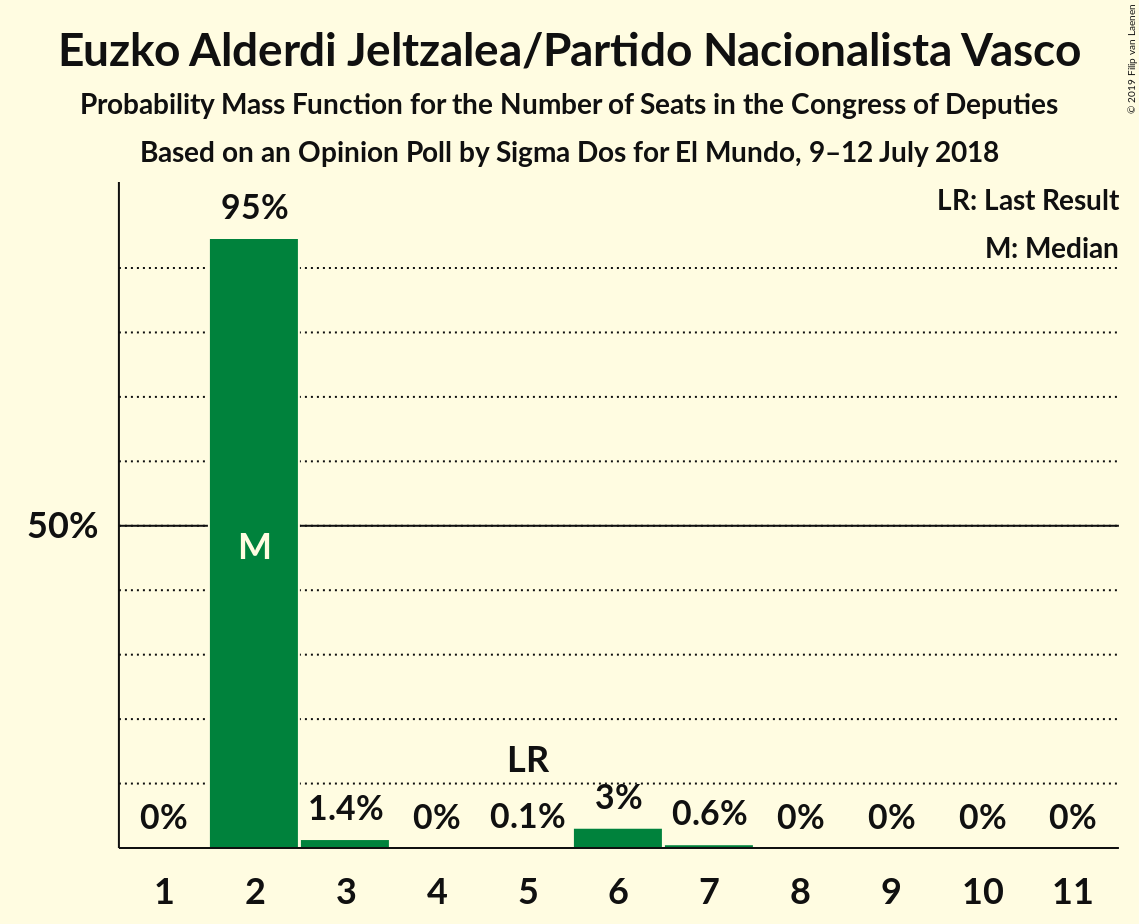 Euzko Alderdi Jeltzalea/Partido Nacionalista Vasco
Probability Mass Function for the Number of Seats in the Congress of Deputies
Based on an Opinion Poll by Sigma Dos for El Mundo, 9–12 July 2018
© 2019 Filip van Laenen
LR: Last Result
M: Median
95%
50%
M
LR
0%
1.4%
0%
0.1%
3%
0.6%
0%
0%
0%
0%
1 2 3 4 5 6 7 8 9 10 11